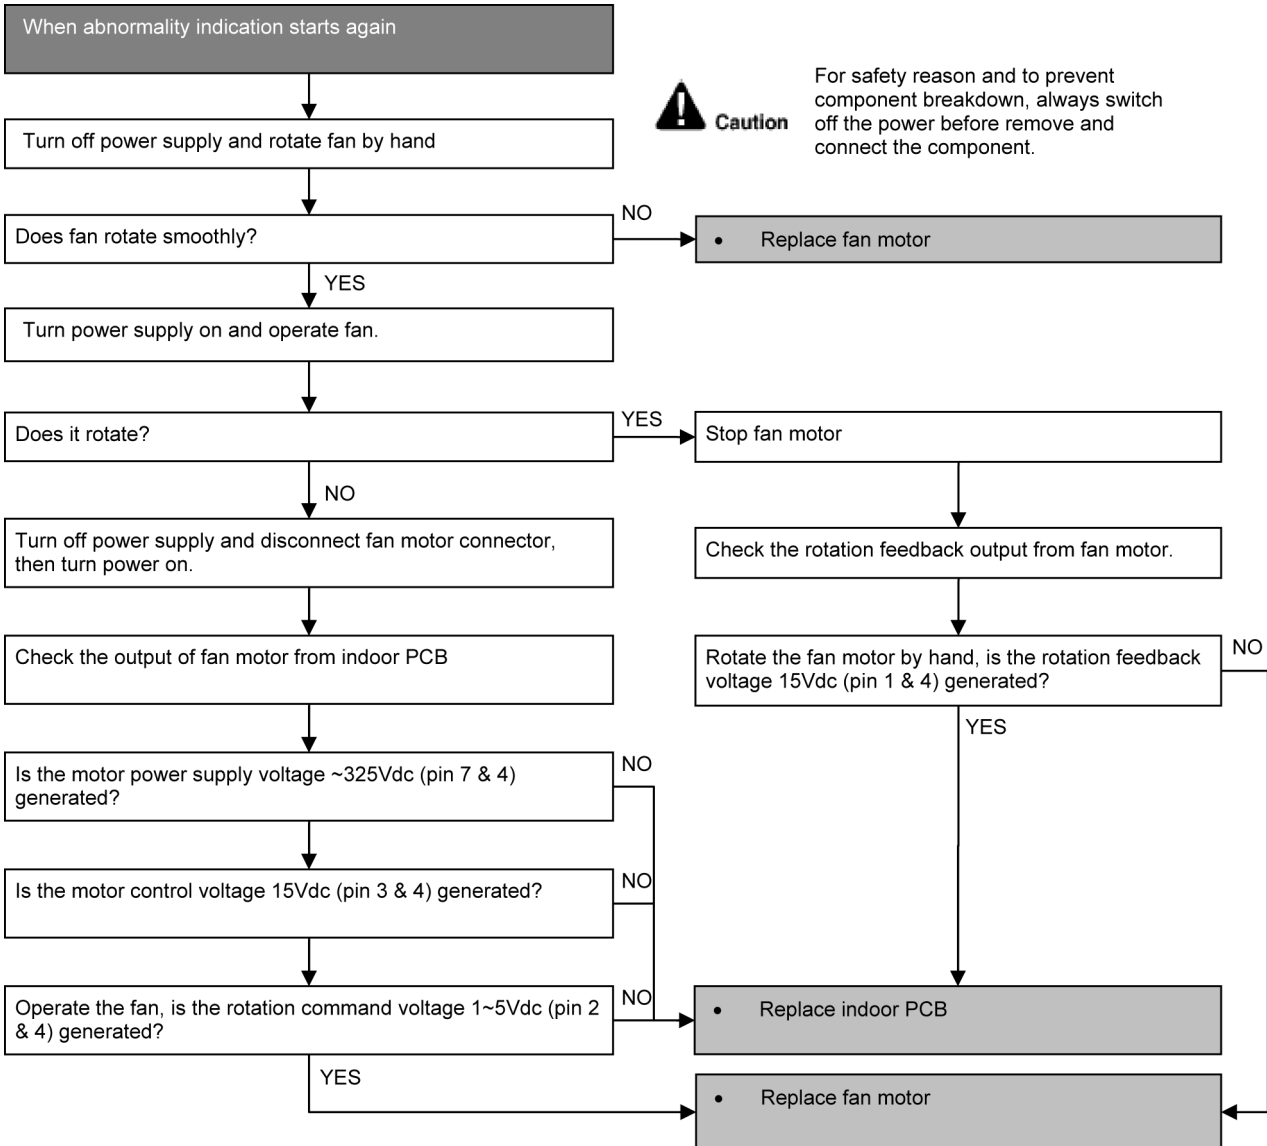 When abnormality indication starts again
For safety reason and to prevent
component breakdown, always switch
off the power before remove and
connect the component.
Caution
Turn off power supply and rotate fan by hand
Does fan rotate smoothly?
NO
• Replace fan motor
YES
Turn power supply on and operate fan.
Does it rotate?
YES
Stop fan motor
NO
Turn off power supply and disconnect fan motor connector,
then turn power on.
Check the rotation feedback output from fan motor.
Check the output of fan motor from indoor PCB
Rotate the fan motor by hand, is the rotation feedback
voltage 15Vdc (pin 1 & 4) generated?
NO
YES
Is the motor power supply voltage ~325Vdc (pin 7 & 4)
generated?
NO
Is the motor control voltage 15Vdc (pin 3 & 4) generated?
NO
Operate the fan, is the rotation command voltage 1~5Vdc (pin 2
& 4) generated?
NO
• Replace indoor PCB
YES
• Replace fan motor